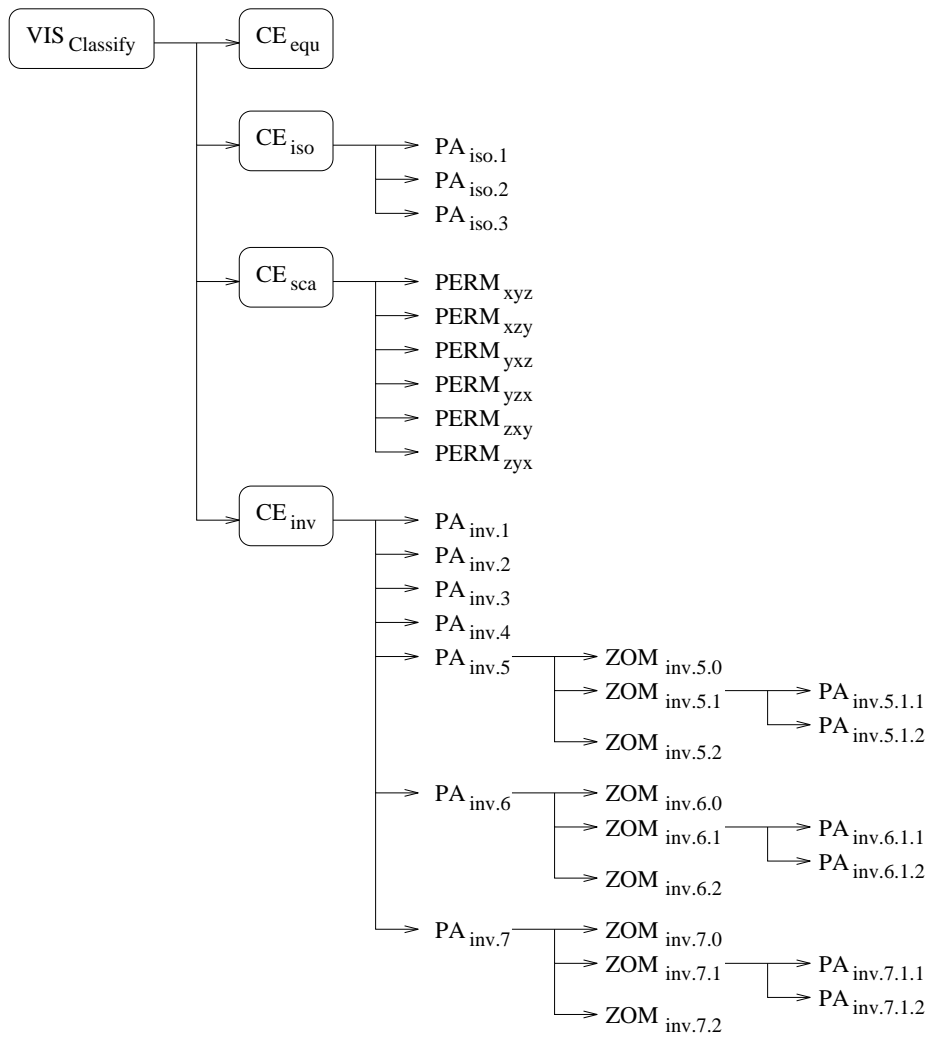 VIS Classify CE equ
CE iso PA iso.1
PA iso.2
PA iso.3
CE sca PERM xyz
PERM xzy
PERM yxz
PERM yzx
PERM zxy
PERM zyx
CE inv PA inv.1
PA inv.2
PA inv.3
PA inv.4
PA inv.5 ZOM inv.5.0
ZOM inv.5.1 PA inv.5.1.1
PA inv.5.1.2
ZOM inv.5.2
PA inv.6 ZOM inv.6.0
ZOM inv.6.1 PA inv.6.1.1
PA inv.6.1.2
ZOM inv.6.2
PA inv.7 ZOM inv.7.0
ZOM inv.7.1 PA inv.7.1.1
PA inv.7.1.2
ZOM inv.7.2